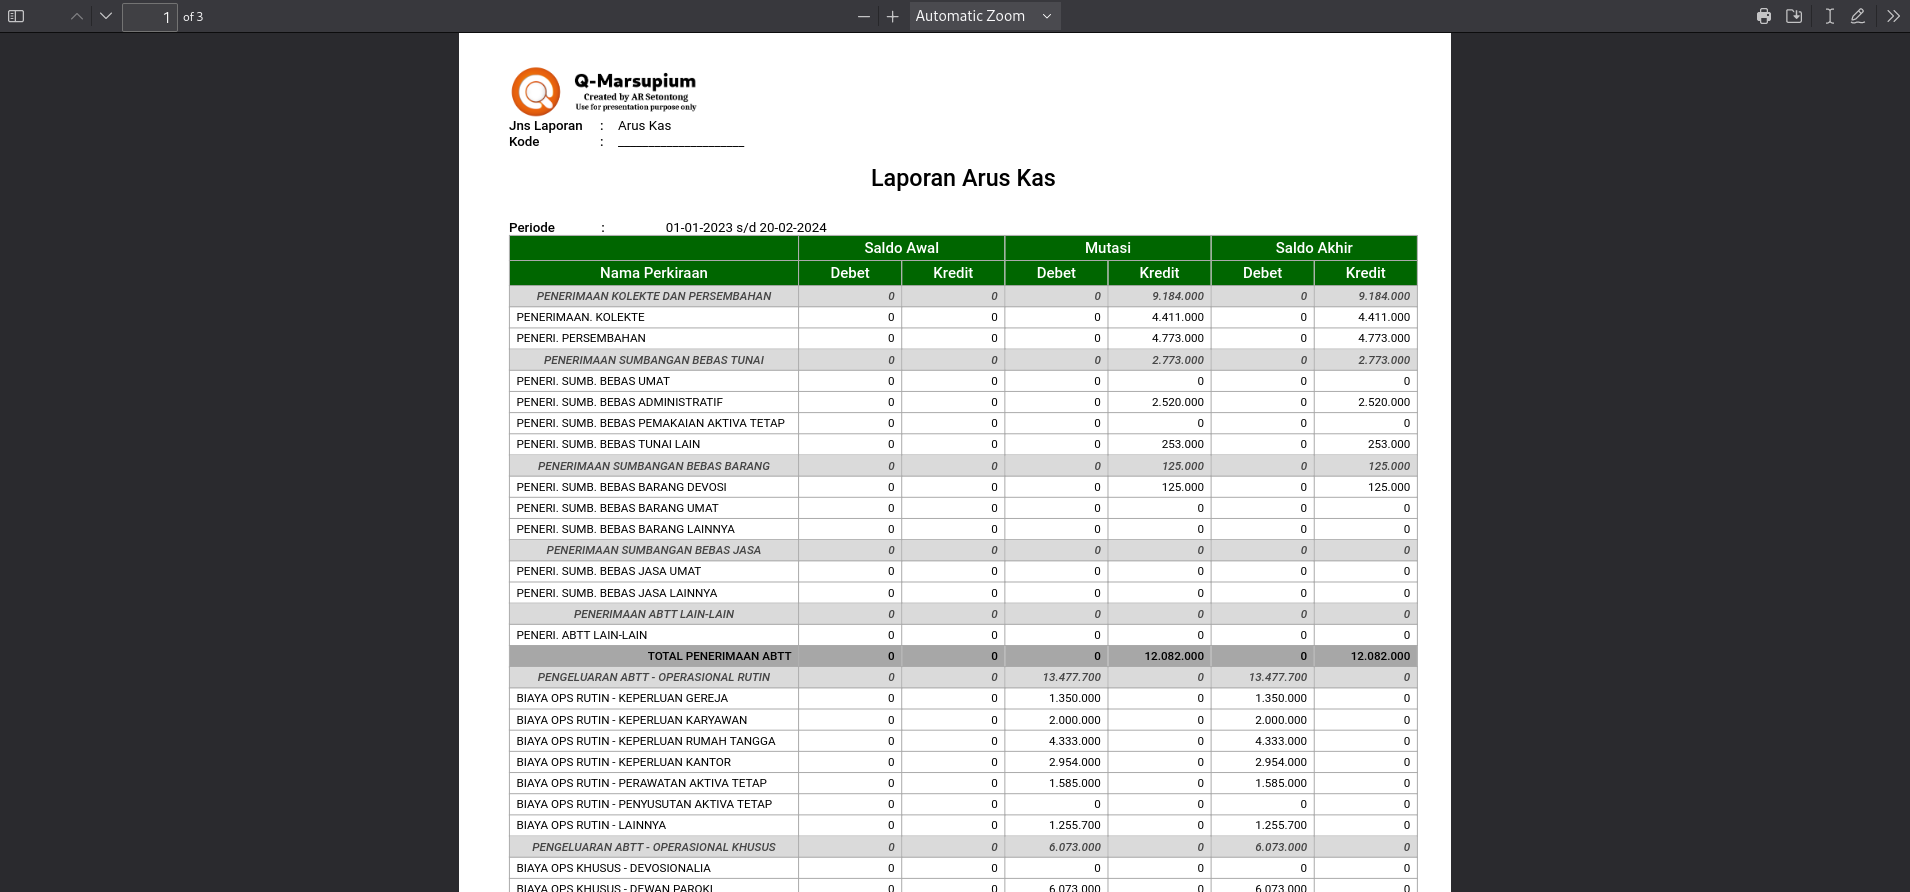 1 of 3 Automatic Zoom
Q-Marsupium
Created by AR Setontong
Use for presentation purpose only
Jns Laporan : Arus Kas
Kode : ____________________
Laporan Arus Kas
Periode : 01-01-2023 s/d 20-02-2024
Saldo Awal Mutasi Saldo Akhir
Nama Perkiraan Debet Kredit Debet Kredit Debet Kredit
PENERIMAAN KOLEKTE DAN PERSEMBAHAN 0 0 0 9.184.000 0 9.184.000
PENERIMAAN. KOLEKTE 0 0 0 4.411.000 0 4.411.000
PENERI. PERSEMBAHAN 0 0 0 4.773.000 0 4.773.000
PENERIMAAN SUMBANGAN BEBAS TUNAI 0 0 0 2.773.000 0 2.773.000
PENERI. SUMB. BEBAS UMAT 0 0 0 0 0 0
PENERI. SUMB. BEBAS ADMINISTRATIF 0 0 0 2.520.000 0 2.520.000
PENERI. SUMB. BEBAS PEMAKAIAN AKTIVA TETAP 0 0 0 0 0 0
PENERI. SUMB. BEBAS TUNAI LAIN 0 0 0 253.000 0 253.000
PENERIMAAN SUMBANGAN BEBAS BARANG 0 0 0 125.000 0 125.000
PENERI. SUMB. BEBAS BARANG DEVOSI 0 0 0 125.000 0 125.000
PENERI. SUMB. BEBAS BARANG UMAT 0 0 0 0 0 0
PENERI. SUMB. BEBAS BARANG LAINNYA 0 0 0 0 0 0
PENERIMAAN SUMBANGAN BEBAS JASA 0 0 0 0 0 0
PENERI. SUMB. BEBAS JASA UMAT 0 0 0 0 0 0
PENERI. SUMB. BEBAS JASA LAINNYA 0 0 0 0 0 0
PENERIMAAN ABTT LAIN-LAIN 0 0 0 0 0 0
PENERI. ABTT LAIN-LAIN 0 0 0 0 0 0
TOTAL PENERIMAAN ABTT 0 0 0 12.082.000 0 12.082.000
PENGELUARAN ABTT - OPERASIONAL RUTIN 0 0 13.477.700 0 13.477.700 0
BIAYA OPS RUTIN - KEPERLUAN GEREJA 0 0 1.350.000 0 1.350.000 0
BIAYA OPS RUTIN - KEPERLUAN KARYAWAN 0 0 2.000.000 0 2.000.000 0
BIAYA OPS RUTIN - KEPERLUAN RUMAH TANGGA 0 0 4.333.000 0 4.333.000 0
BIAYA OPS RUTIN - KEPERLUAN KANTOR 0 0 2.954.000 0 2.954.000 0
BIAYA OPS RUTIN - PERAWATAN AKTIVA TETAP 0 0 1.585.000 0 1.585.000 0
BIAYA OPS RUTIN - PENYUSUTAN AKTIVA TETAP 0 0 0 0 0 0
BIAYA OPS RUTIN - LAINNYA 0 0 1.255.700 0 1.255.700 0
PENGELUARAN ABTT - OPERASIONAL KHUSUS 0 0 6.073.000 0 6.073.000 0
BIAYA OPS KHUSUS - DEVOSIONALIA 0 0 0 0 0 0
BIAYA OPS KHUSUS - DEWAN PAROKI 0 0 6.073.000 0 6.073.000 0